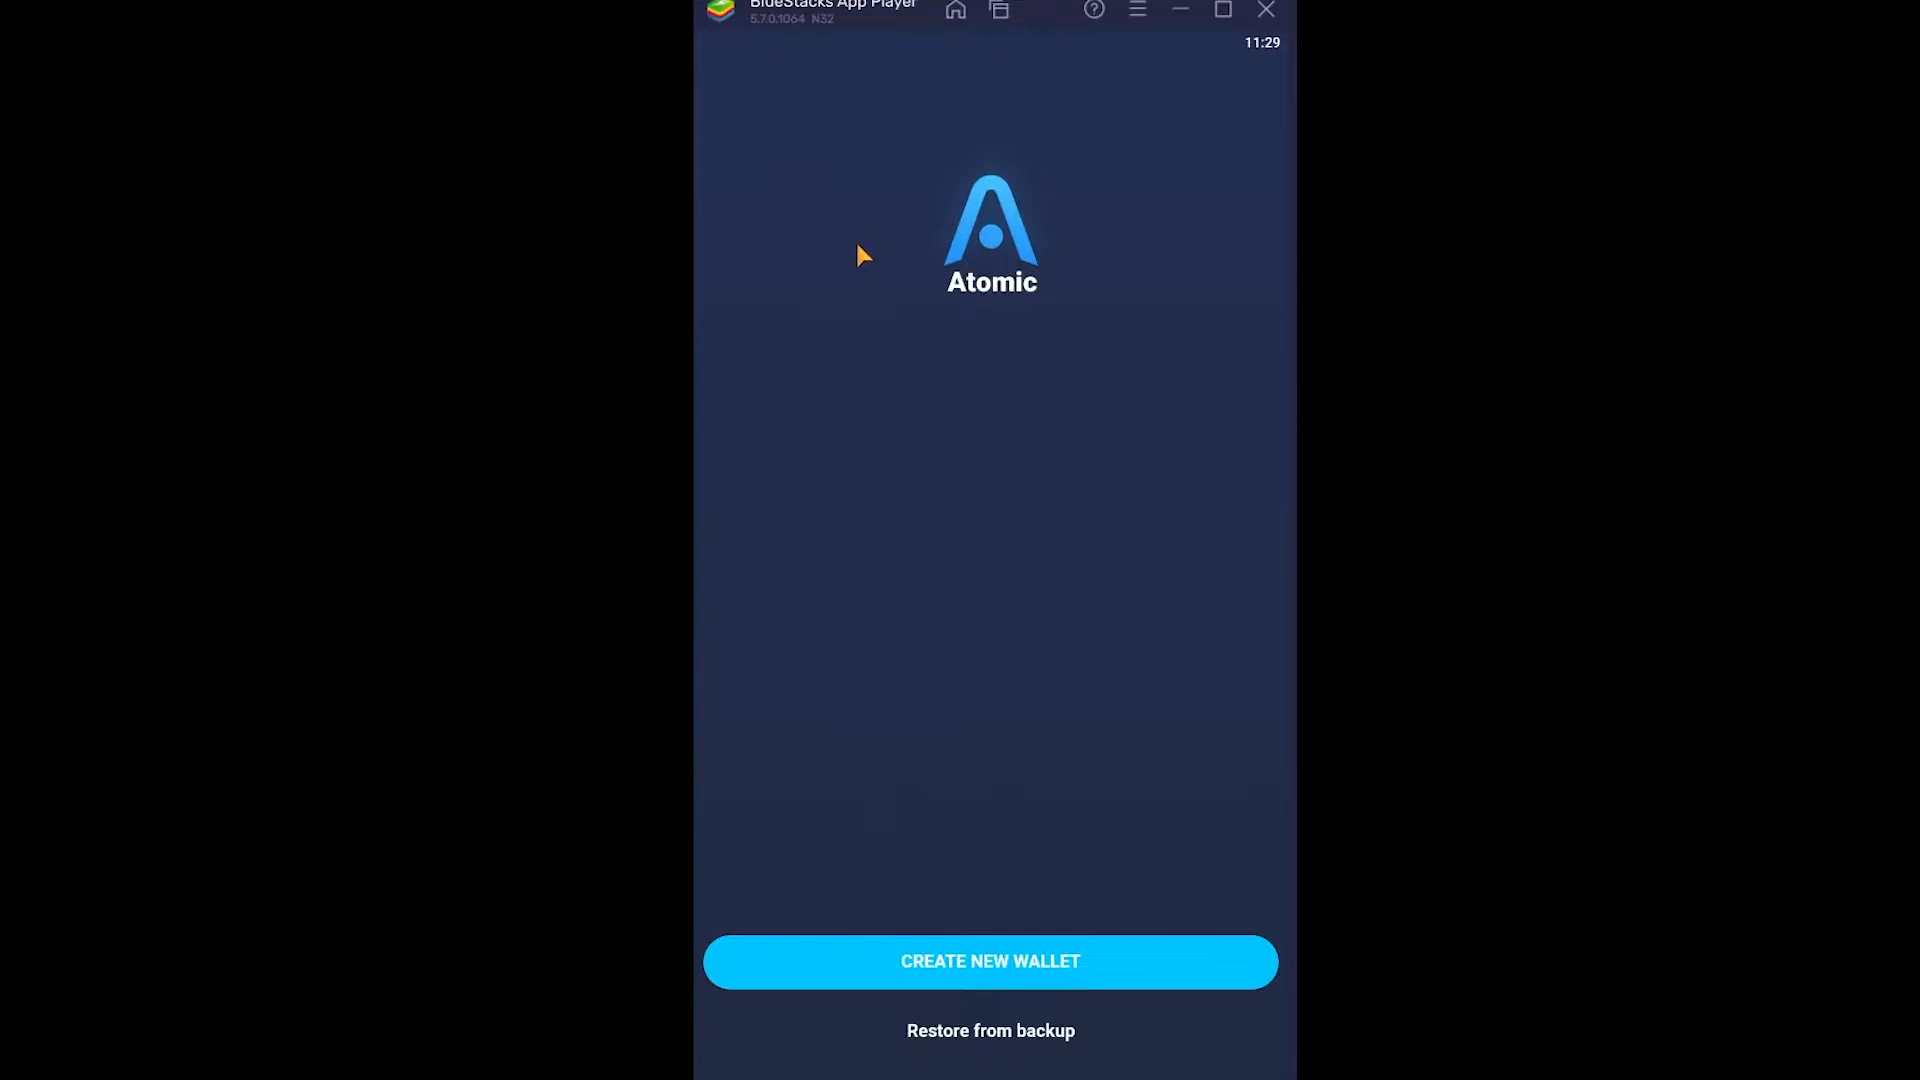 BlueStacks App Player
5.7.0.1064 N32
11:29
Atomic
CREATE NEW WALLET
Restore from backup